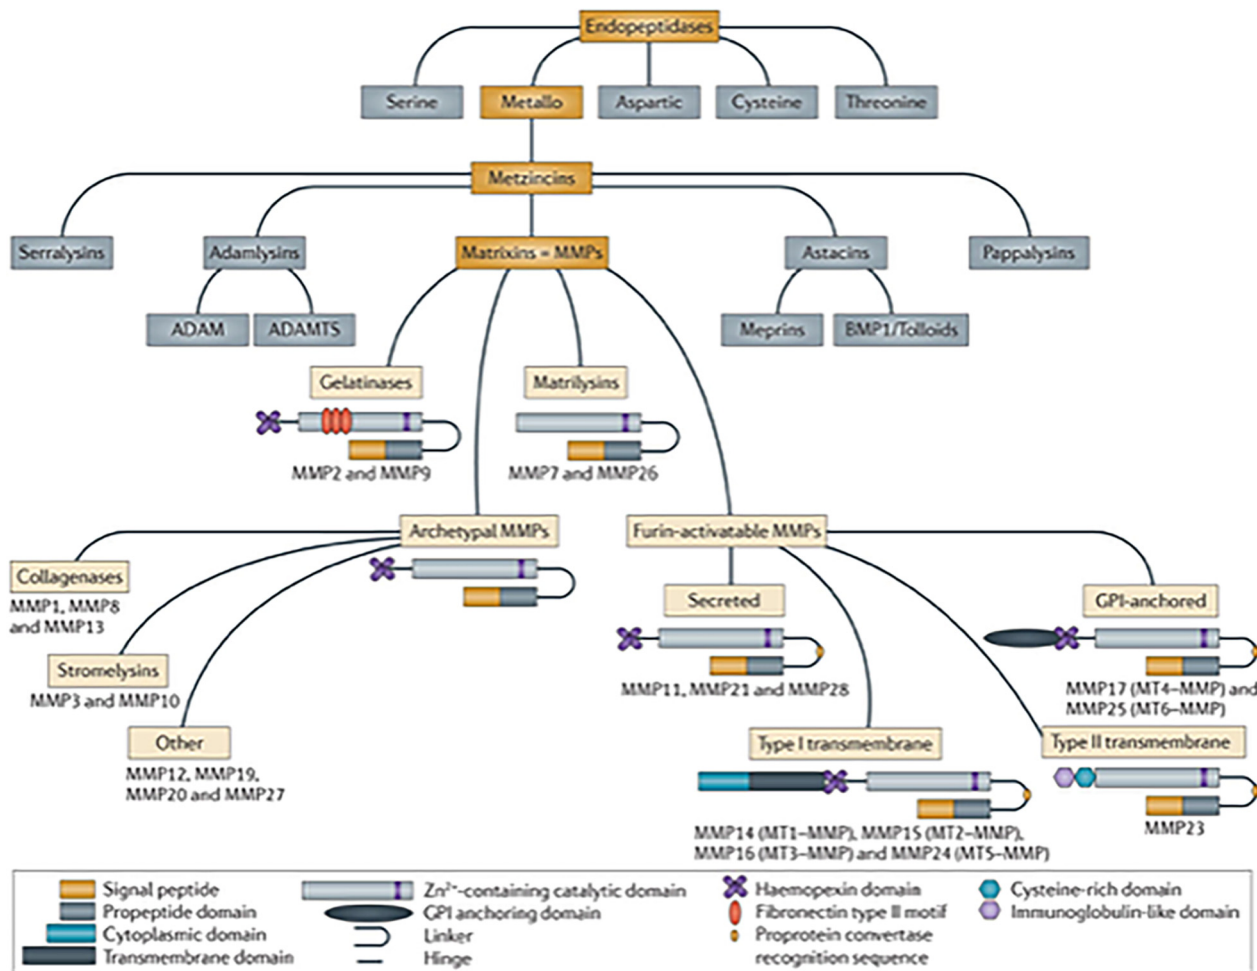 Endopeptidases
Serine
Metallo
Aspartic
Cysteine
Threonine
Metzincins
Serralysins
Adamlysins
Matrixins = MMPs
Astacins
Pappalysins
ADAM
ADAMTS
Meprins
BMP1/Tolloids
Gelatinases
Matrilysins
MMP2 and MMP9
MMP7 and MMP26
Archetypal MMPs
Furin-activatable MMPs
Collagenases
MMP1, MMP8
and MMP13
Secreted
GPI-anchored
Stromelysins
MMP3 and MMP10
MMP11, MMP21 and MMP28
MMP17 (MT4–MMP) and
MMP25 (MT6–MMP)
Other
MMP12, MMP19,
MMP20 and MMP27
Type I transmembrane
Type II transmembrane
MMP14 (MT1–MMP), MMP15 (MT2–MMP),
MMP16 (MT3–MMP) and MMP24 (MT5–MMP)
MMP23
Signal peptide
Propeptide domain
Cytoplasmic domain
Transmembrane domain
Zn²⁺-containing catalytic domain
GPI anchoring domain
Linker
Hinge
Haemopexin domain
Fibronectin type II motif
Proprotein convertase
recognition sequence
Cysteine-rich domain
Immunoglobulin-like domain